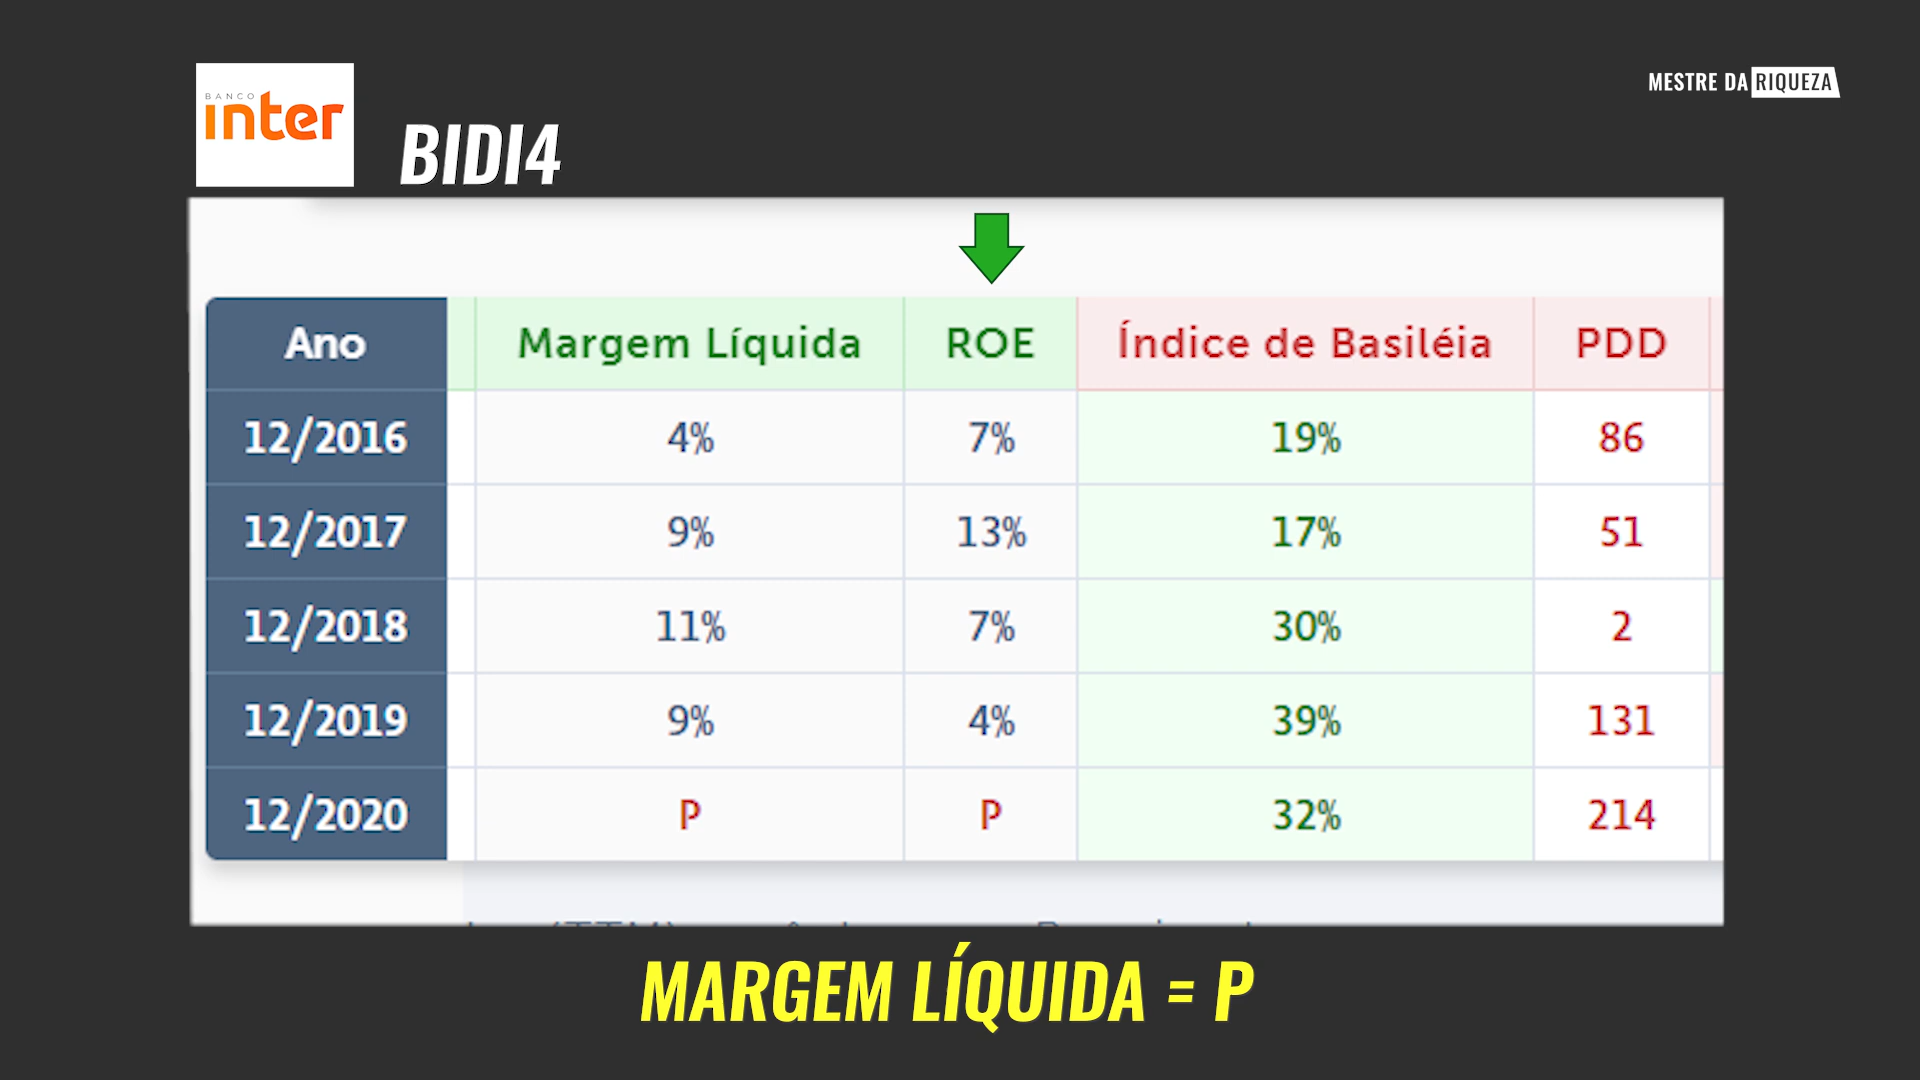 MESTRE DA RIQUEZA
BANCO
inter
BIDI4
Ano Margem Líquida ROE Índice de Basiléia PDD
12/2016 4% 7% 19% 86
12/2017 9% 13% 17% 51
12/2018 11% 7% 30% 2
12/2019 9% 4% 39% 131
12/2020 P P 32% 214
MARGEM LÍQUIDA = P